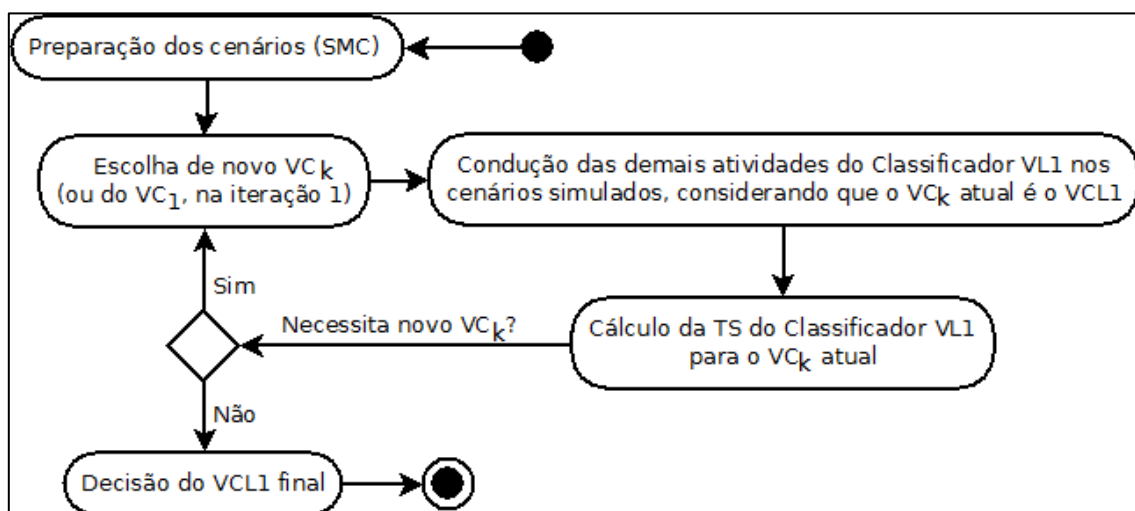 Preparação dos cenários (SMC)
Escolha de novo VCk
(ou do VC1, na iteração 1)
Condução das demais atividades do Classificador VL1 nos
cenários simulados, considerando que o VCk atual é o VCL1
Cálculo da TS do Classificador VL1
para o VCk atual
Necessita novo VCk?
Sim
Não
Decisão do VCL1 final